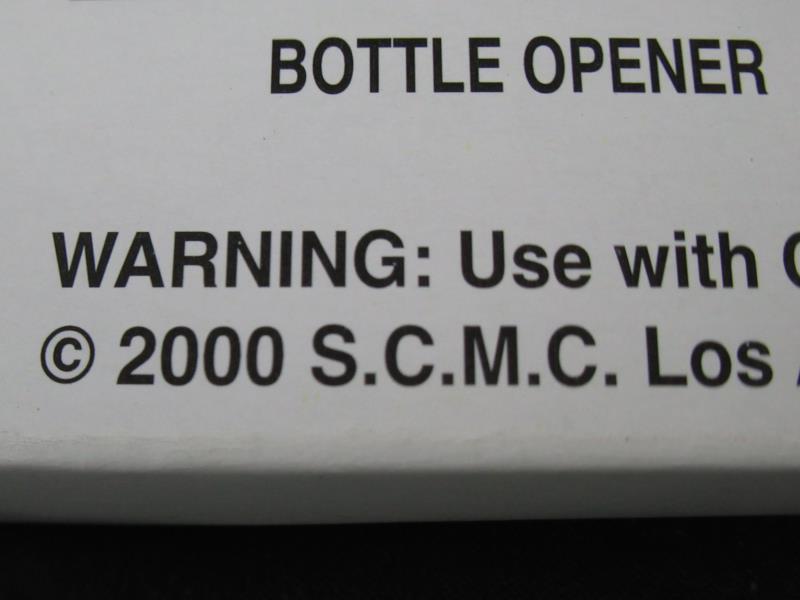 BOTTLE OPENER
WARNING: Use with
© 2000 S.C.M.C. Los